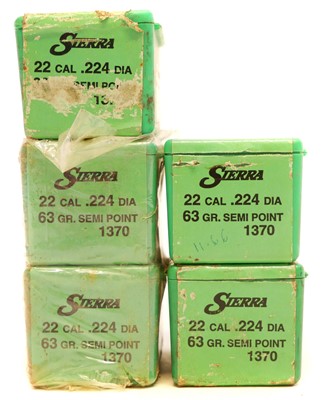 SIERRA
22 CAL .224 DIA
SEMI
SIERRA
22 CAL .224 DIA
63 GR. SEMI POINT
1370
SIERRA
22 CAL .224 DIA
63 GR. SEMI POINT
1370
SIERRA
22 CAL .224 DIA
63 GR. SEMI POINT
1370
SIERRA
22 CAL .224 DIA
63 GR. SEMI POINT
1370